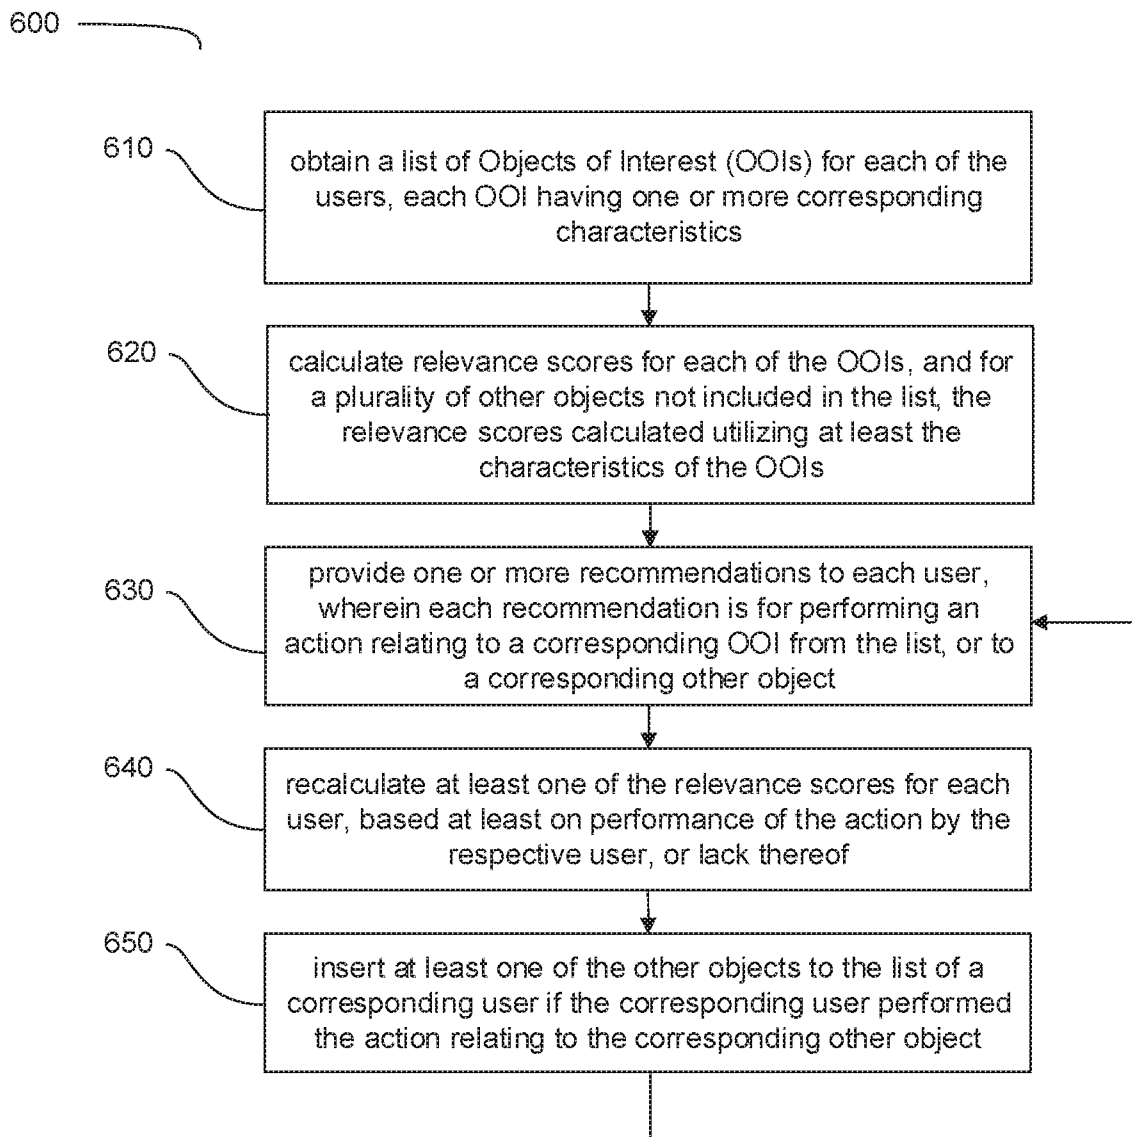 600
610
obtain a list of Objects of Interest (OOIs) for each of the
users, each OOI having one or more corresponding
characteristics
620
calculate relevance scores for each of the OOIs, and for
a plurality of other objects not included in the list, the
relevance scores calculated utilizing at least the
characteristics of the OOIs
630
provide one or more recommendations to each user,
wherein each recommendation is for performing an
action relating to a corresponding OOI from the list, or to
a corresponding other object
640
recalculate at least one of the relevance scores for each
user, based at least on performance of the action by the
respective user, or lack thereof
650
insert at least one of the other objects to the list of a
corresponding user if the corresponding user performed
the action relating to the corresponding other object